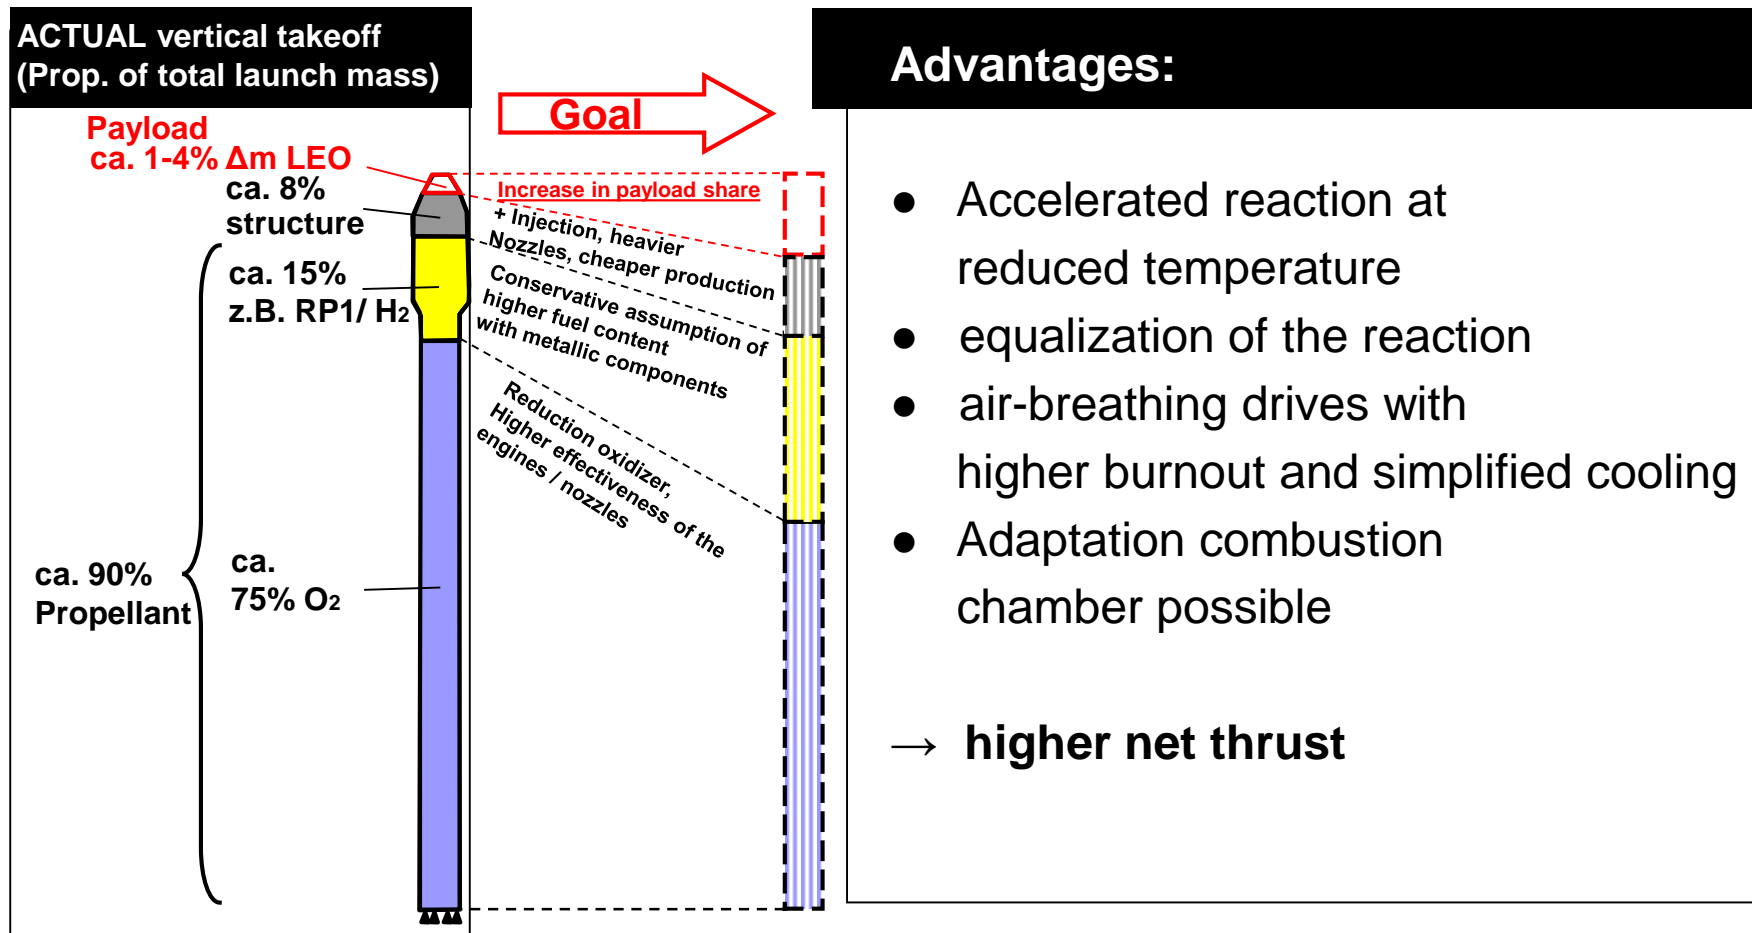 ACTUAL vertical takeoff
(Prop. of total launch mass)
Payload
ca. 1-4% Δm LEO
ca. 8%
structure
ca. 15%
z.B. RP1/ H2
ca. 90%
Propellant
ca.
75% O2
Goal
Increase in payload share
+ Injection, heavier
Nozzles, cheaper production
Conservative assumption of
higher fuel content
with metallic components
Reduction oxidizer,
Higher effectiveness of the
engines / nozzles
Advantages:
● Accelerated reaction at
reduced temperature
● equalization of the reaction
● air-breathing drives with
higher burnout and simplified cooling
● Adaptation combustion
chamber possible
→ higher net thrust